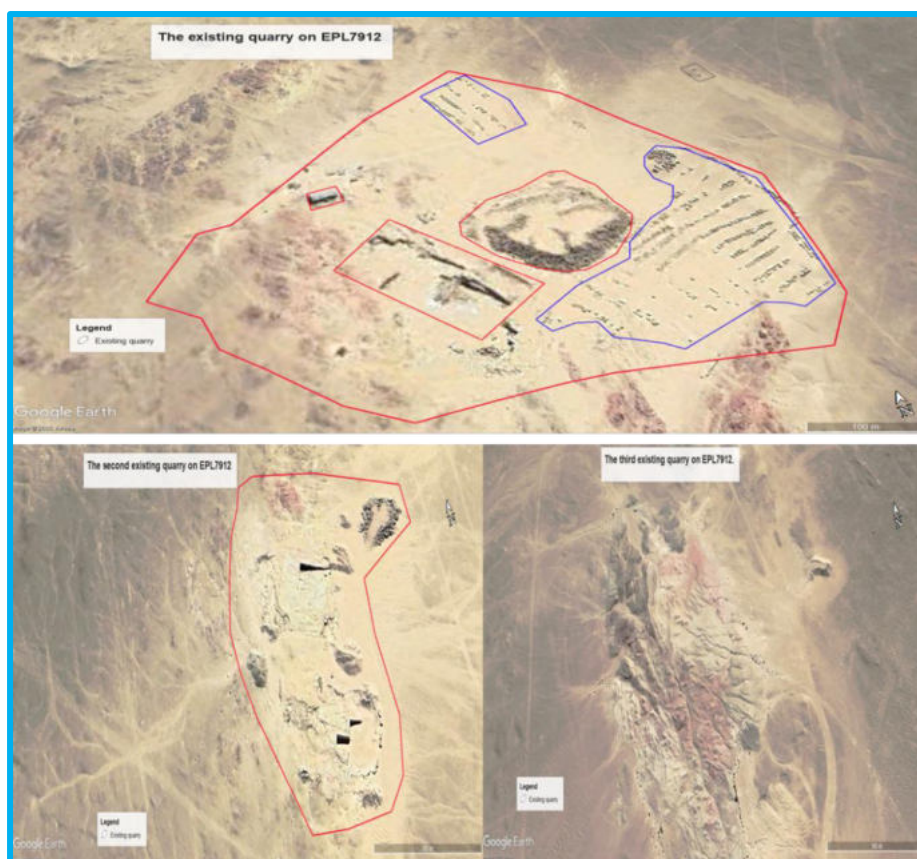 The existing quarry on EPL7912
Legend
Existing quarry
Google Earth
100 m
The second existing quarry on EPL7912
Legend
Existing quarry
Google Earth
The third existing quarry on EPL7912.
Legend
Existing quarry
Google Earth